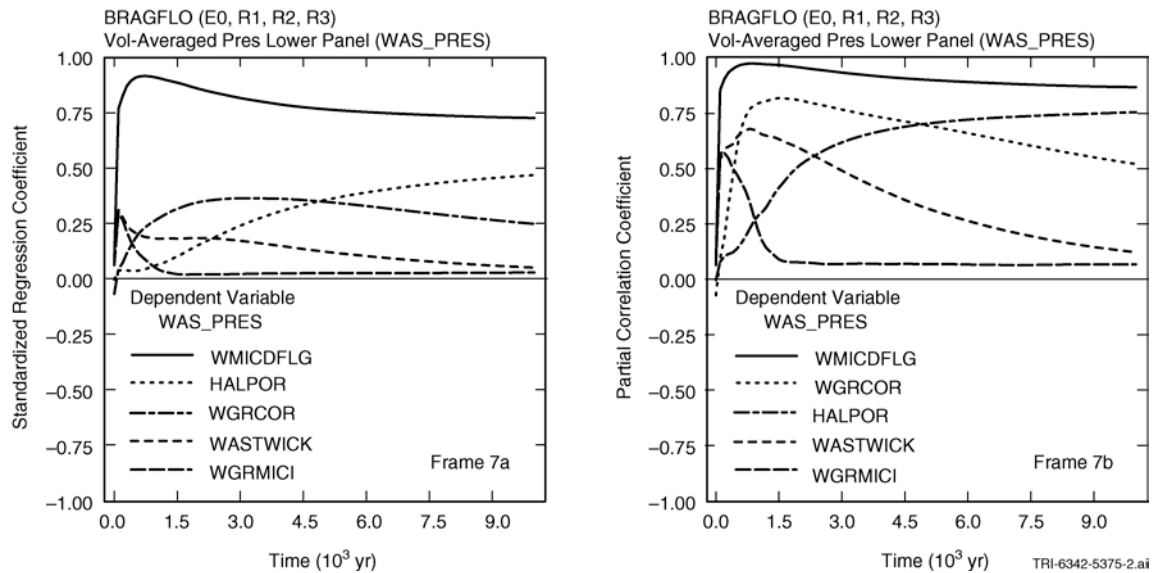 BRAGFLO (E0, R1, R2, R3)
Vol-Averaged Pres Lower Panel (WAS_PRES)
Standardized Regression Coefficient
1.00
0.75
0.50
0.25
0.00
−0.25
−0.50
−0.75
−1.00
Dependent Variable
WAS_PRES
WMICDFLG
HALPOR
WGRCOR
WASTWICK
WGRMICI
Frame 7a
0.0 1.5 3.0 4.5 6.0 7.5 9.0
Time (10³ yr)
BRAGFLO (E0, R1, R2, R3)
Vol-Averaged Pres Lower Panel (WAS_PRES)
Partial Correlation Coefficient
1.00
0.75
0.50
0.25
0.00
−0.25
−0.50
−0.75
−1.00
Dependent Variable
WAS_PRES
WMICDFLG
WGRCOR
HALPOR
WASTWICK
WGRMICI
Frame 7b
0.0 1.5 3.0 4.5 6.0 7.5 9.0
Time (10³ yr)
TRI-6342-5375-2.aii